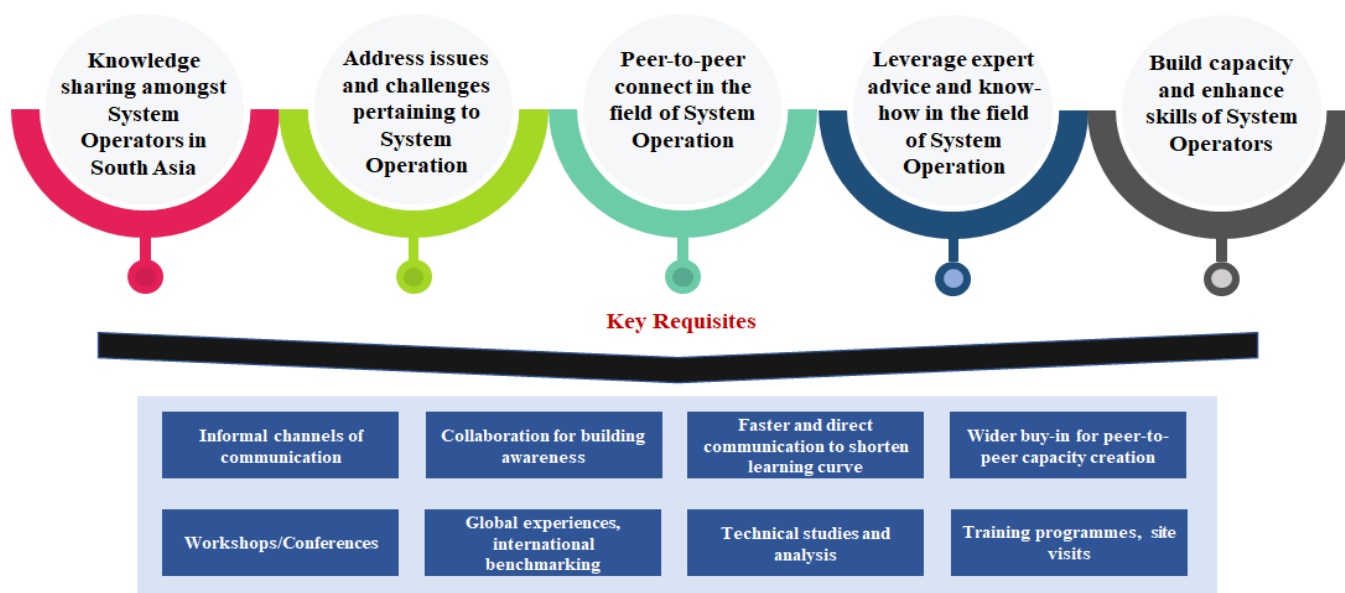 Knowledge
sharing amongst
System
Operators in
South Asia
Address issues
and challenges
pertaining to
System
Operation
Peer-to-peer
connect in the
field of System
Operation
Leverage expert
advice and know-
how in the field
of System
Operation
Build capacity
and enhance
skills of System
Operators
Key Requisites
Informal channels of
communication
Collaboration for building
awareness
Faster and direct
communication to shorten
learning curve
Wider buy-in for peer-to-
peer capacity creation
Workshops/Conferences
Global experiences,
international
benchmarking
Technical studies and
analysis
Training programmes, site
visits